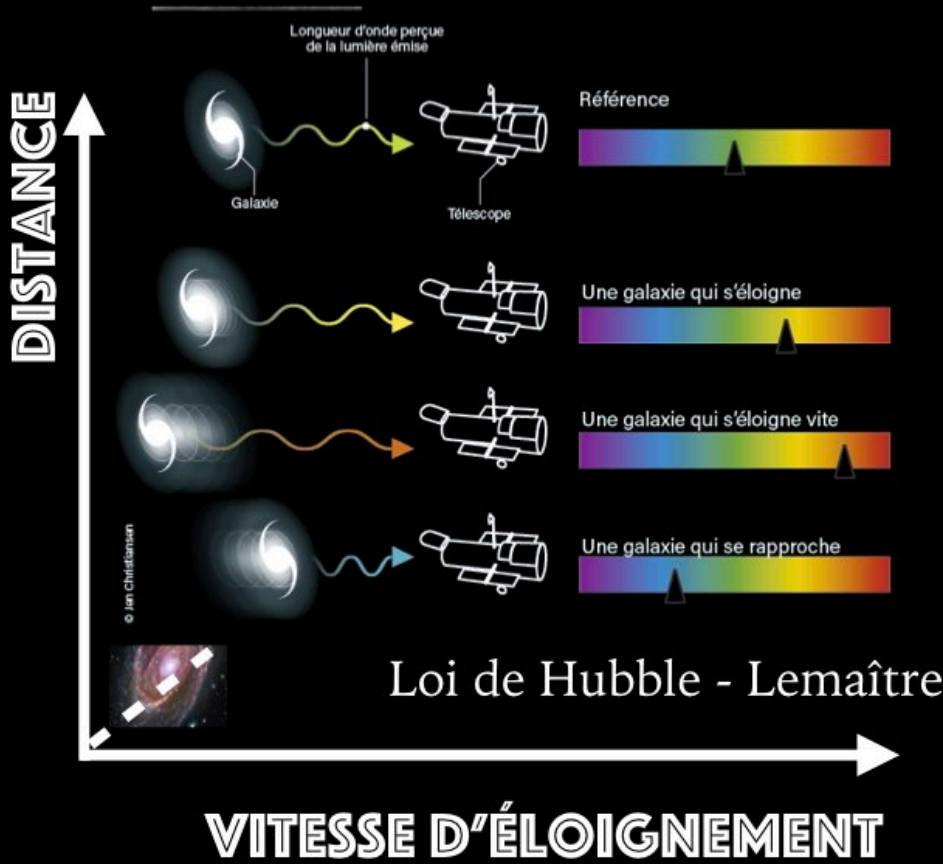 Longueur d'onde perçue
de la lumière émise
Référence
Galaxie
Télescope
DISTANCE
Une galaxie qui s'éloigne
Une galaxie qui s'éloigne vite
Une galaxie qui se rapproche
© Jen Christiansen
Loi de Hubble - Lemaître
VITESSE D'ÉLOIGNEMENT